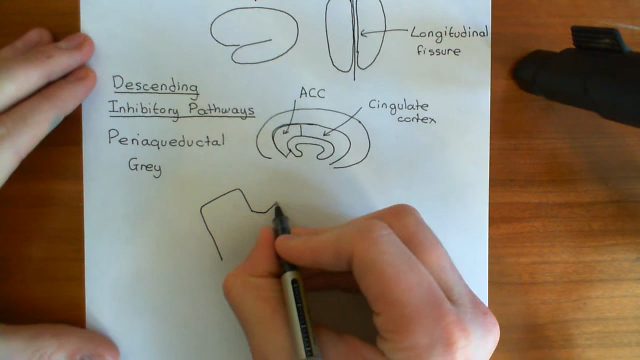 Longitudinal
fissure
Descending
Inhibitory Pathways
Periaqueductal
Grey
ACC
Cingulate
cortex